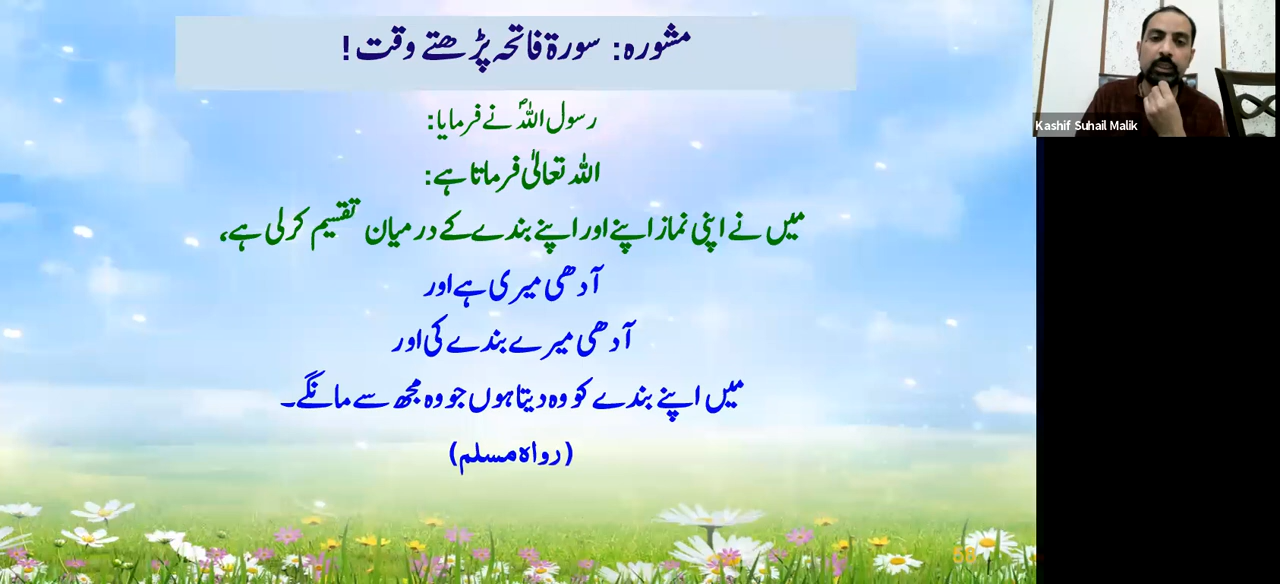 مشورہ: سورۃ فاتحہ پڑھتے وقت!
رسول اللہؐ نے فرمایا:
اللہ تعالیٰ فرماتا ہے:
میں نے اپنی نماز اپنے اور اپنے بندے کے درمیان تقسیم کرلی ہے،
آدھی میری ہے اور
آدھی میرے بندے کی اور
میں اپنے بندے کو وہ دیتا ہوں جو وہ مجھ سے مانگے۔
(رواہ مسلم)
60
Kashif Suhail Malik